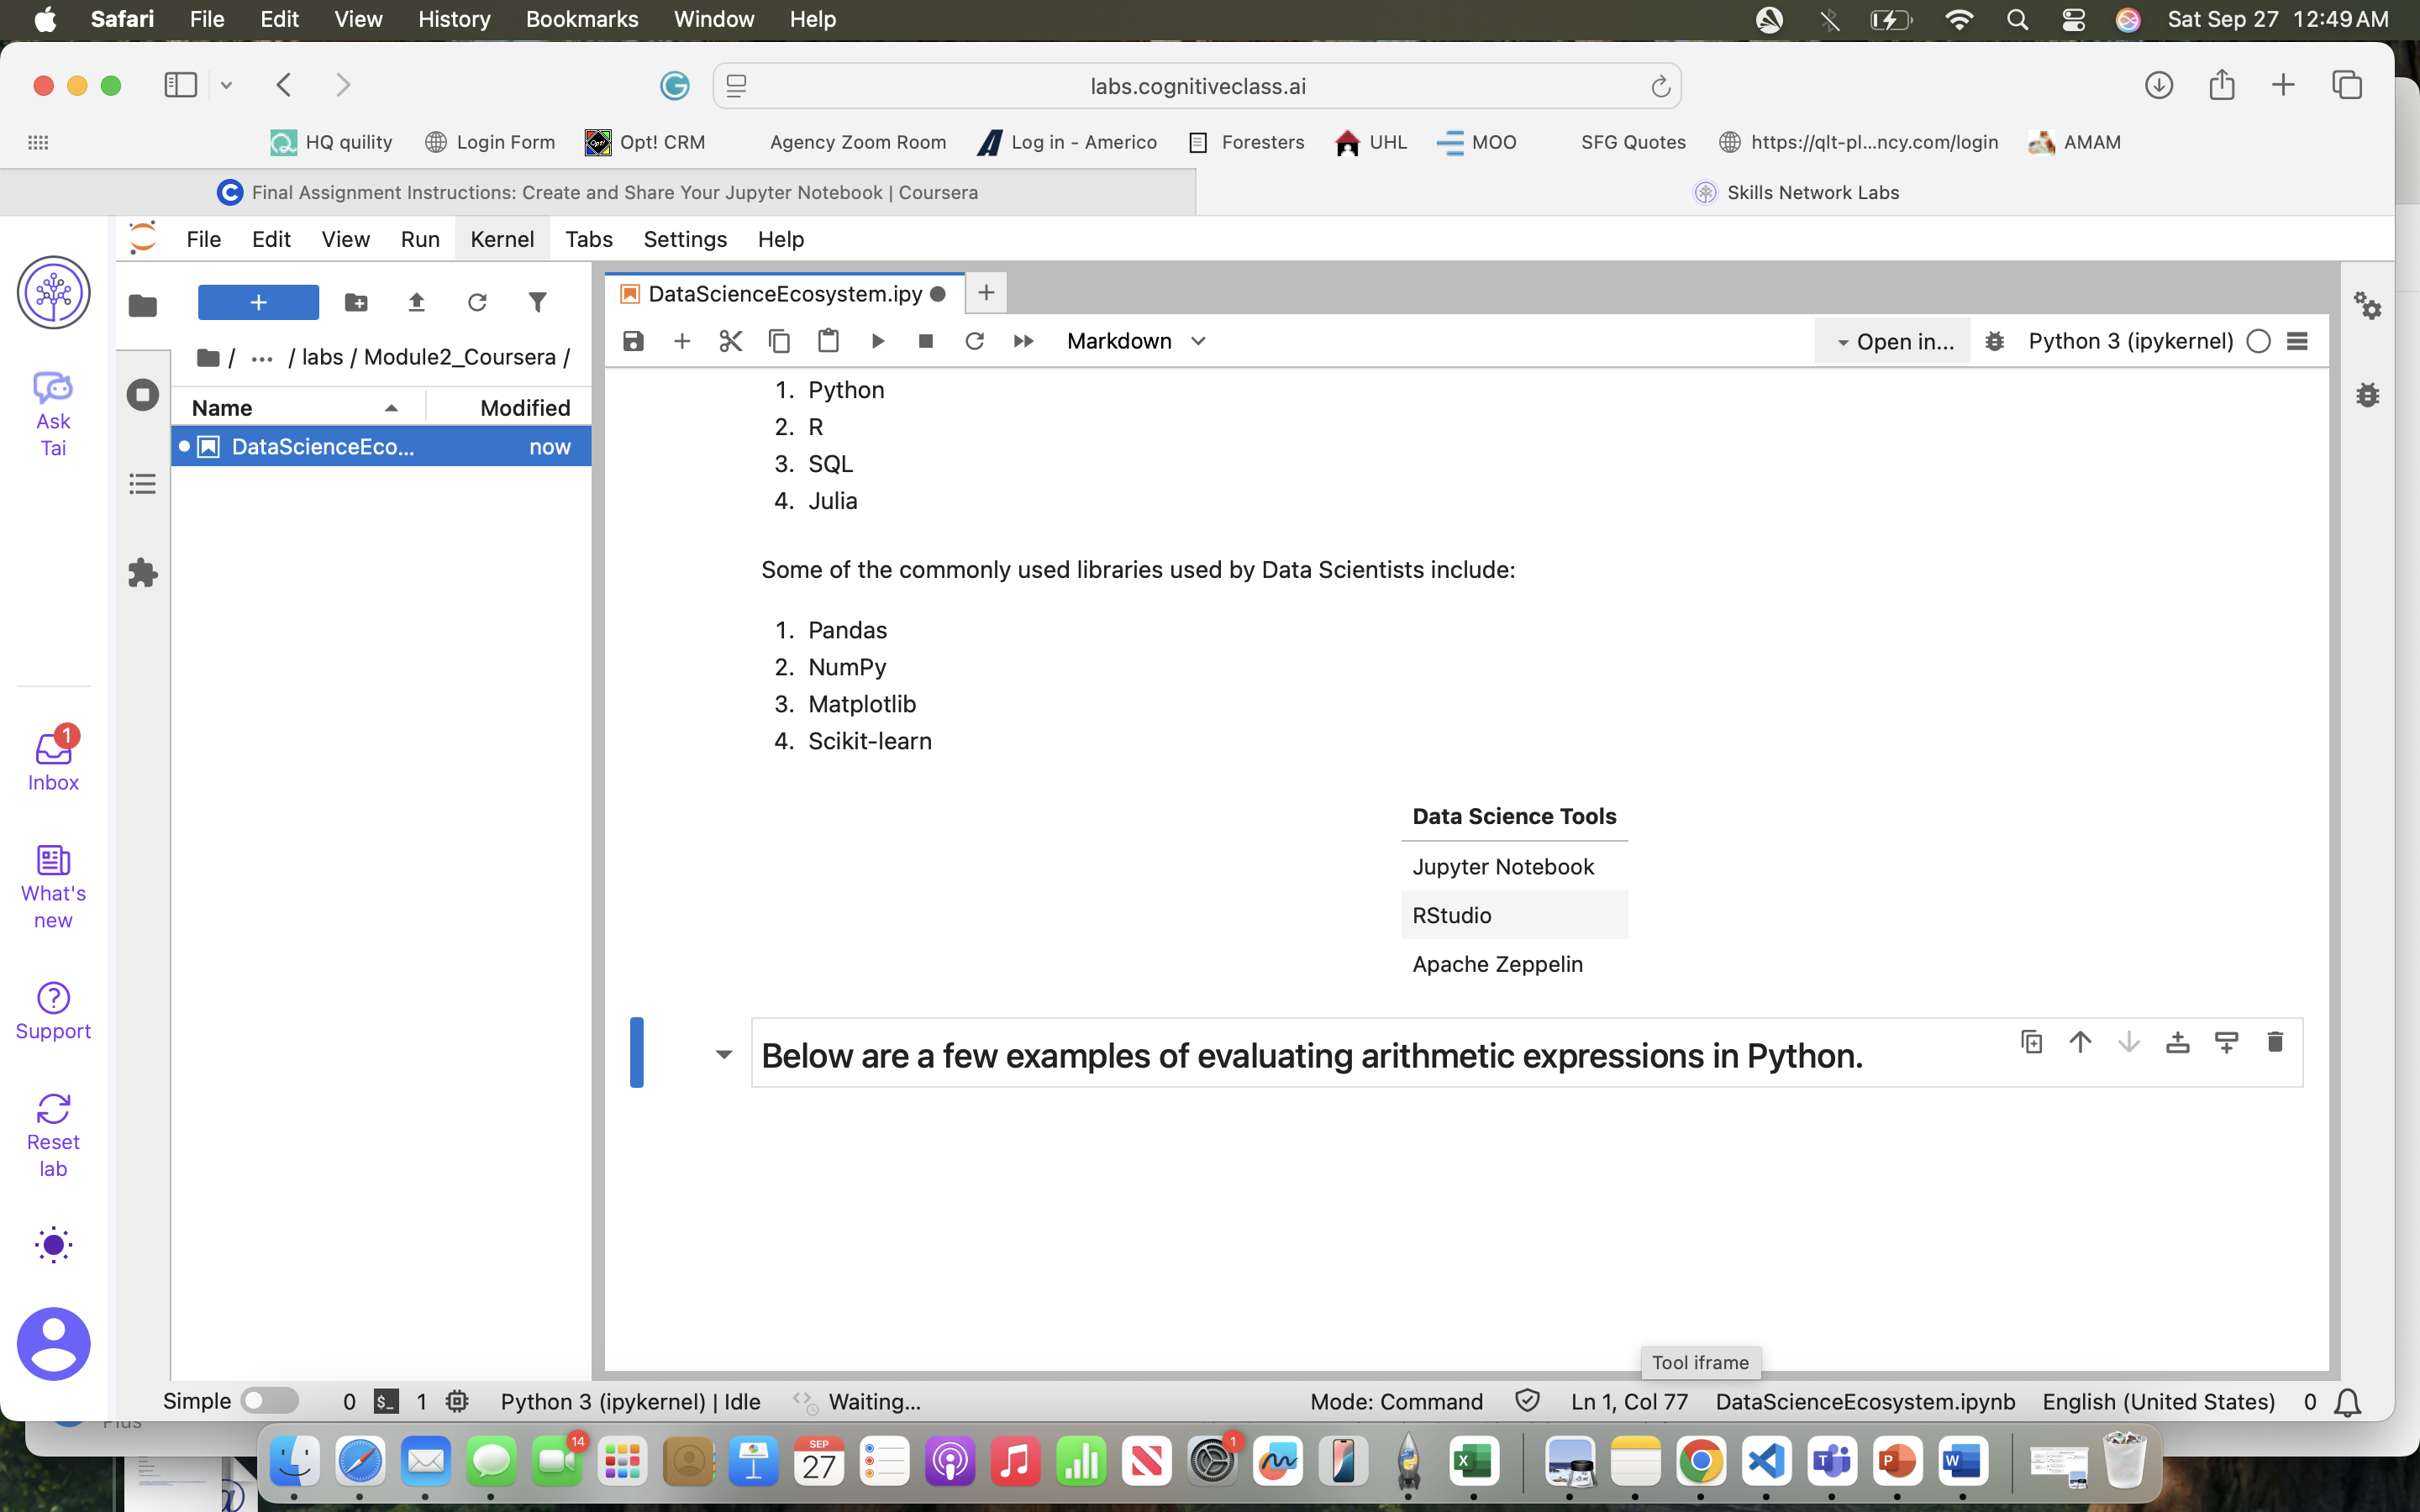 Safari File Edit View History Bookmarks Window Help Sat Sep 27 12:49 AM
labs.cognitiveclass.ai
HQ quility Login Form Opt! CRM Agency Zoom Room Log in - Americo Foresters UHL MOO SFG Quotes https://qlt-pl...ncy.com/login AMAM
Final Assignment Instructions: Create and Share Your Jupyter Notebook | Coursera Skills Network Labs
File Edit View Run Kernel Tabs Settings Help
DataScienceEcosystem.ipy
Markdown Open in... Python 3 (ipykernel)
/ ... / labs / Module2_Coursera /
Name Modified
DataScienceEco... now
Ask
Tai
Inbox
1
What's
new
Support
Reset
lab
1. Python
2. R
3. SQL
4. Julia
Some of the commonly used libraries used by Data Scientists include:
1. Pandas
2. NumPy
3. Matplotlib
4. Scikit-learn
Data Science Tools
Jupyter Notebook
RStudio
Apache Zeppelin
Below are a few examples of evaluating arithmetic expressions in Python.
Tool iframe
Simple 0 $_ 1 Python 3 (ipykernel) | Idle Waiting... Mode: Command Ln 1, Col 77 DataScienceEcosystem.ipynb English (United States) 0
Plus
14
SEP
27
1